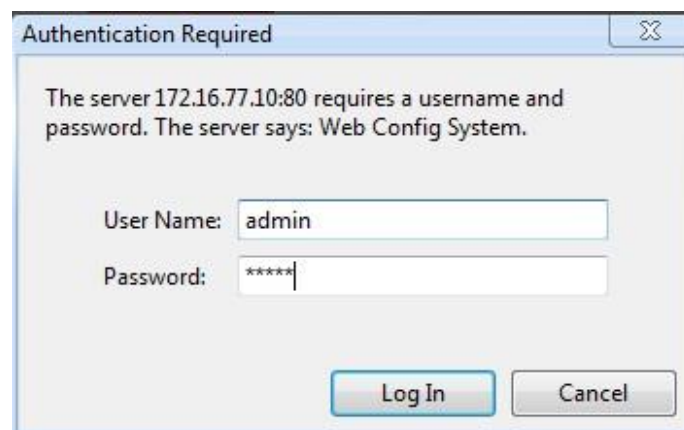 Authentication Required
The server 172.16.77.10:80 requires a username and
password. The server says: Web Config System.
User Name: admin
Password: *****
Log In Cancel